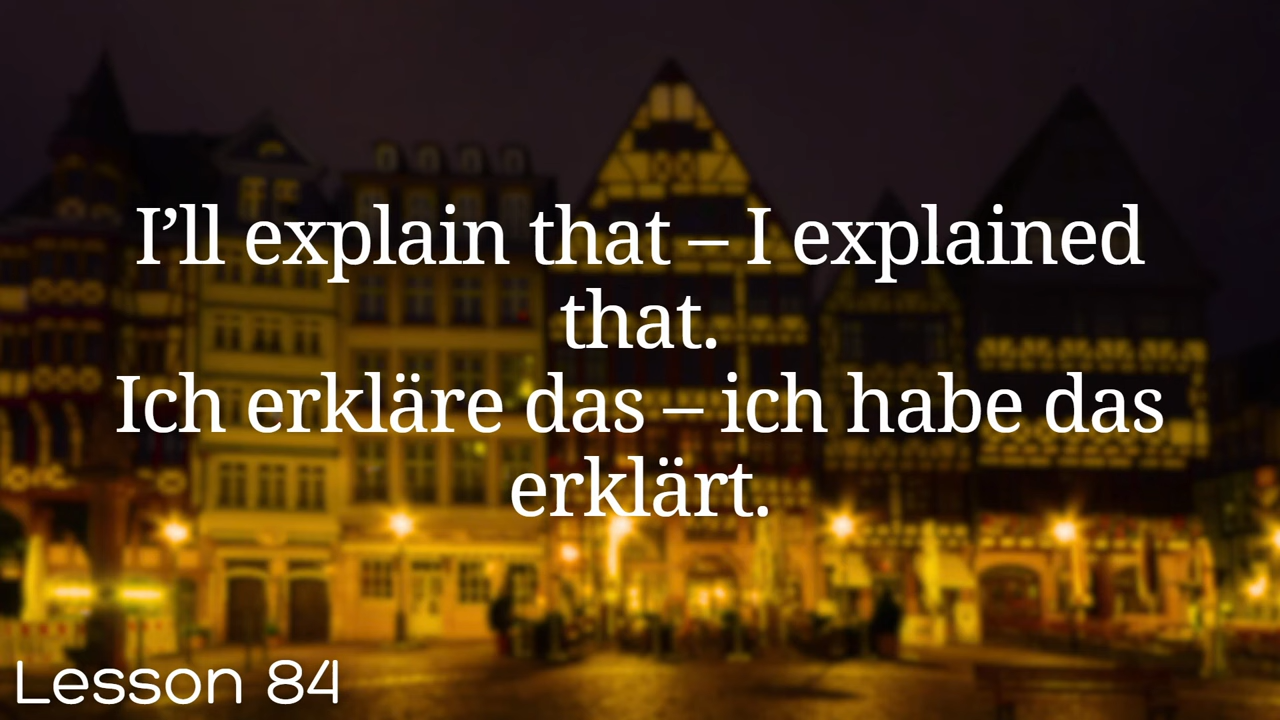 I’ll explain that – I explained
that.
Ich erkläre das – ich habe das
erklärt.
Lesson 84